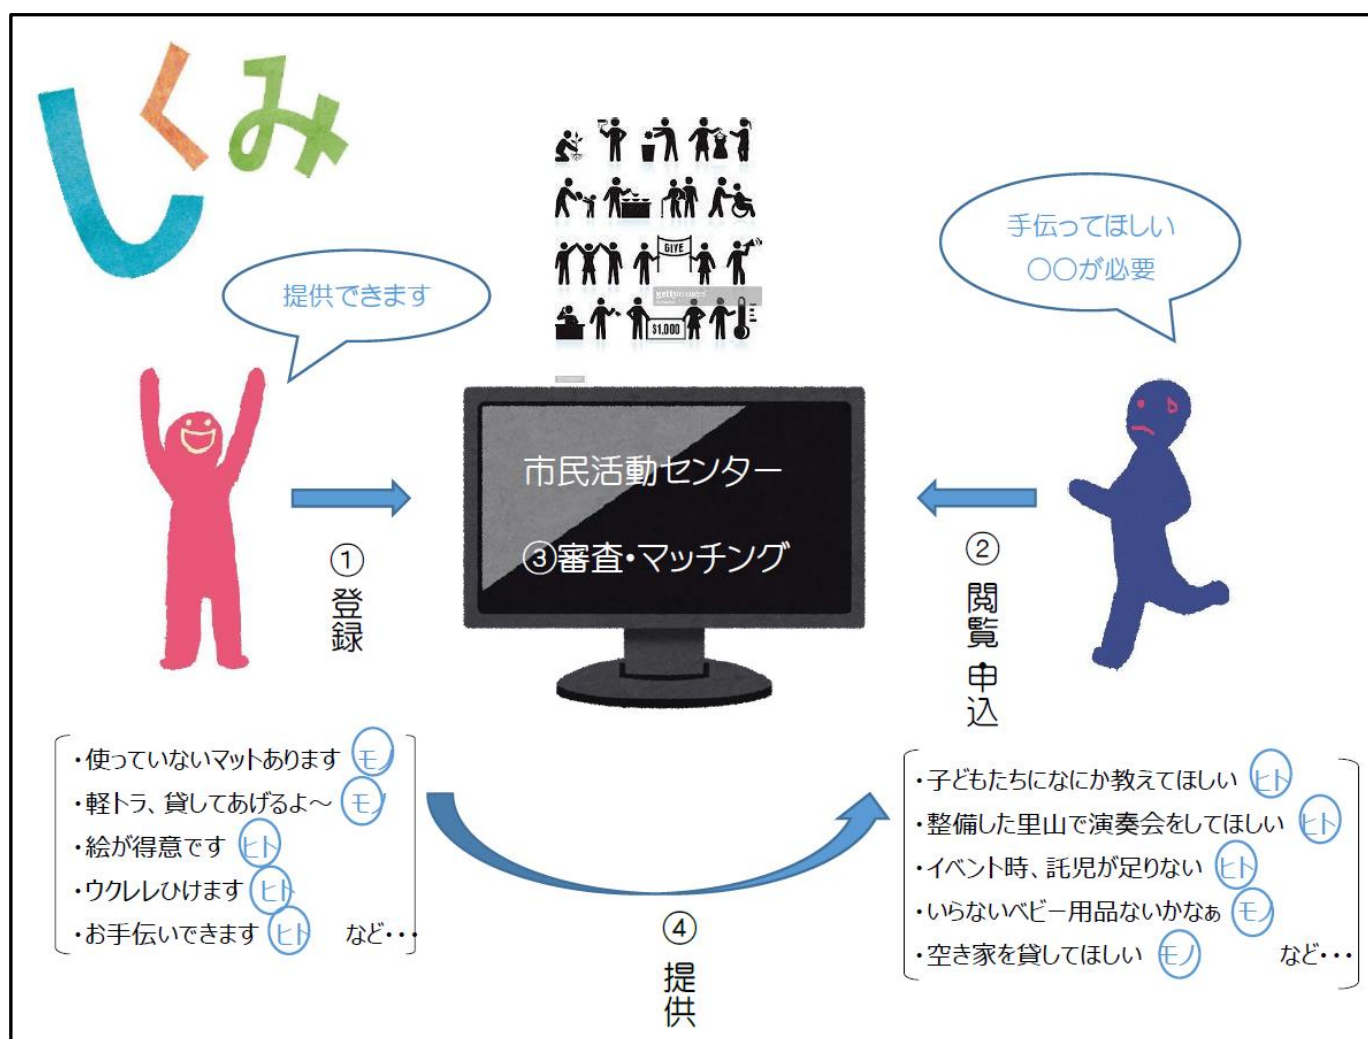 しくみ
提供できます
手伝ってほしい
○○が必要
GIVE
gettyimages
$1,000
市民活動センター
③審査・マッチング
①登録
②閲覧・申込
・使っていないマットあります モノ
・軽トラ、貸してあげるよ～ モノ
・絵が得意です ヒト
・ウクレレひけます ヒト
・お手伝いできます ヒト など・・・
④提供
・子どもたちになにか教えてほしい ヒト
・整備した里山で演奏会をしてほしい ヒト
・イベント時、託児が足りない ヒト
・いらないベビー用品ないかなぁ モノ
・空き家を貸してほしい モノ など・・・